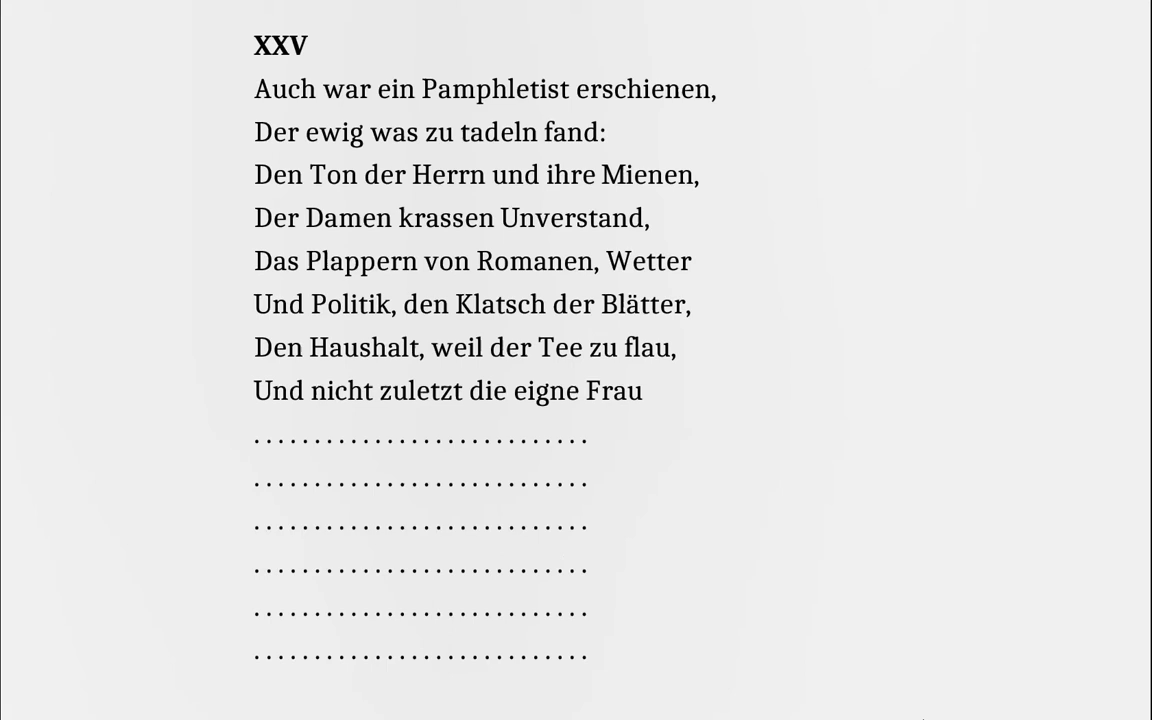 XXV
Auch war ein Pamphletist erschienen,
Der ewig was zu tadeln fand:
Den Ton der Herrn und ihre Mienen,
Der Damen krassen Unverstand,
Das Plappern von Romanen, Wetter
Und Politik, den Klatsch der Blätter,
Den Haushalt, weil der Tee zu flau,
Und nicht zuletzt die eigne Frau
. . . . . . . . . . . . . . . . . . . . . . . . . . . .
. . . . . . . . . . . . . . . . . . . . . . . . . . . .
. . . . . . . . . . . . . . . . . . . . . . . . . . . .
. . . . . . . . . . . . . . . . . . . . . . . . . . . .
. . . . . . . . . . . . . . . . . . . . . . . . . . . .
. . . . . . . . . . . . . . . . . . . . . . . . . . . .